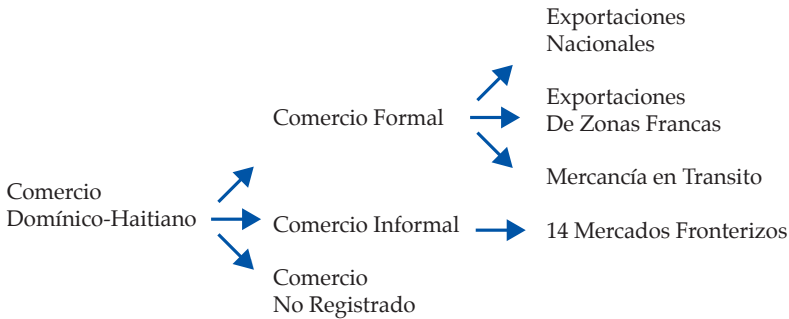 Exportaciones
Nacionales
Comercio Formal
Exportaciones
De Zonas Francas
Mercancía en Transito
Comercio
Domínico-Haitiano
Comercio Informal
14 Mercados Fronterizos
Comercio
No Registrado